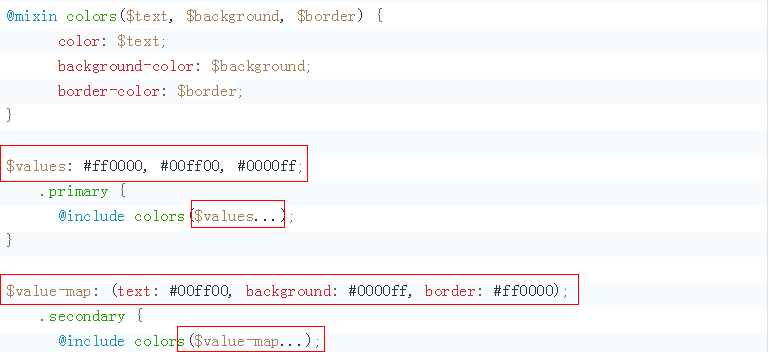 @mixin colors($text, $background, $border) {
color: $text;
background-color: $background;
border-color: $border;
}
$values: #ff0000, #00ff00, #0000ff;
.primary {
@include colors($values...);
}
$value-map: (text: #00ff00, background: #0000ff, border: #ff0000);
.secondary {
@include colors($value-map...);